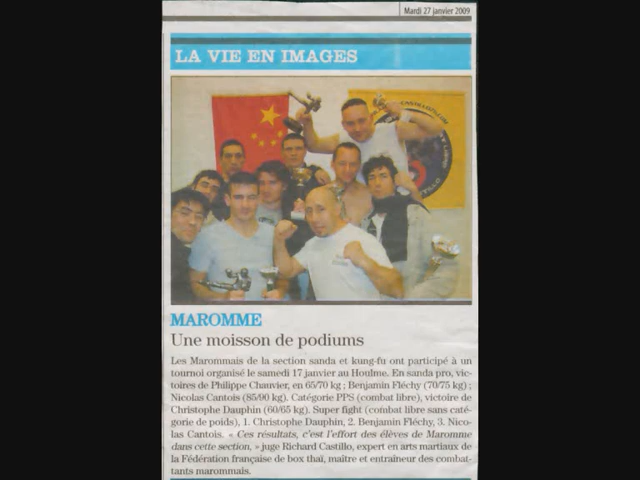 Mardi 27 janvier 2009
LA VIE EN IMAGES
TILLO
MAROMME
Une moisson de podiums
Les Marommais de la section sanda et kung-fu ont participé à un
tournoi organisé le samedi 17 janvier au Houlme. En sanda pro, vic-
toires de Philippe Chauvier, en 65/70 kg ; Benjamin Fléchy (70/75 kg) ;
Nicolas Cantois (85/90 kg). Catégorie PPS (combat libre), victoire de
Christophe Dauphin (60/65 kg). Super fight (combat libre sans caté-
gorie de poids), 1. Christophe Dauphin, 2. Benjamin Fléchy, 3. Nico-
las Cantois. « Ces résultats, c'est l'effort des élèves de Maromme
dans cette section, » juge Richard Castillo, expert en arts martiaux de
la Fédération française de box thaï, maître et entraîneur des combat-
tants marommais.